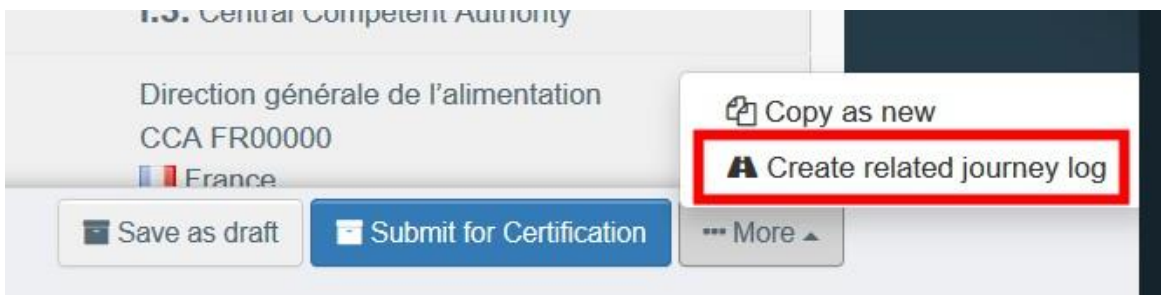 I.3. Central Competent Authority
Direction générale de l'alimentation
CCA FR00000
France
Copy as new
Create related journey log
Save as draft
Submit for Certification
More